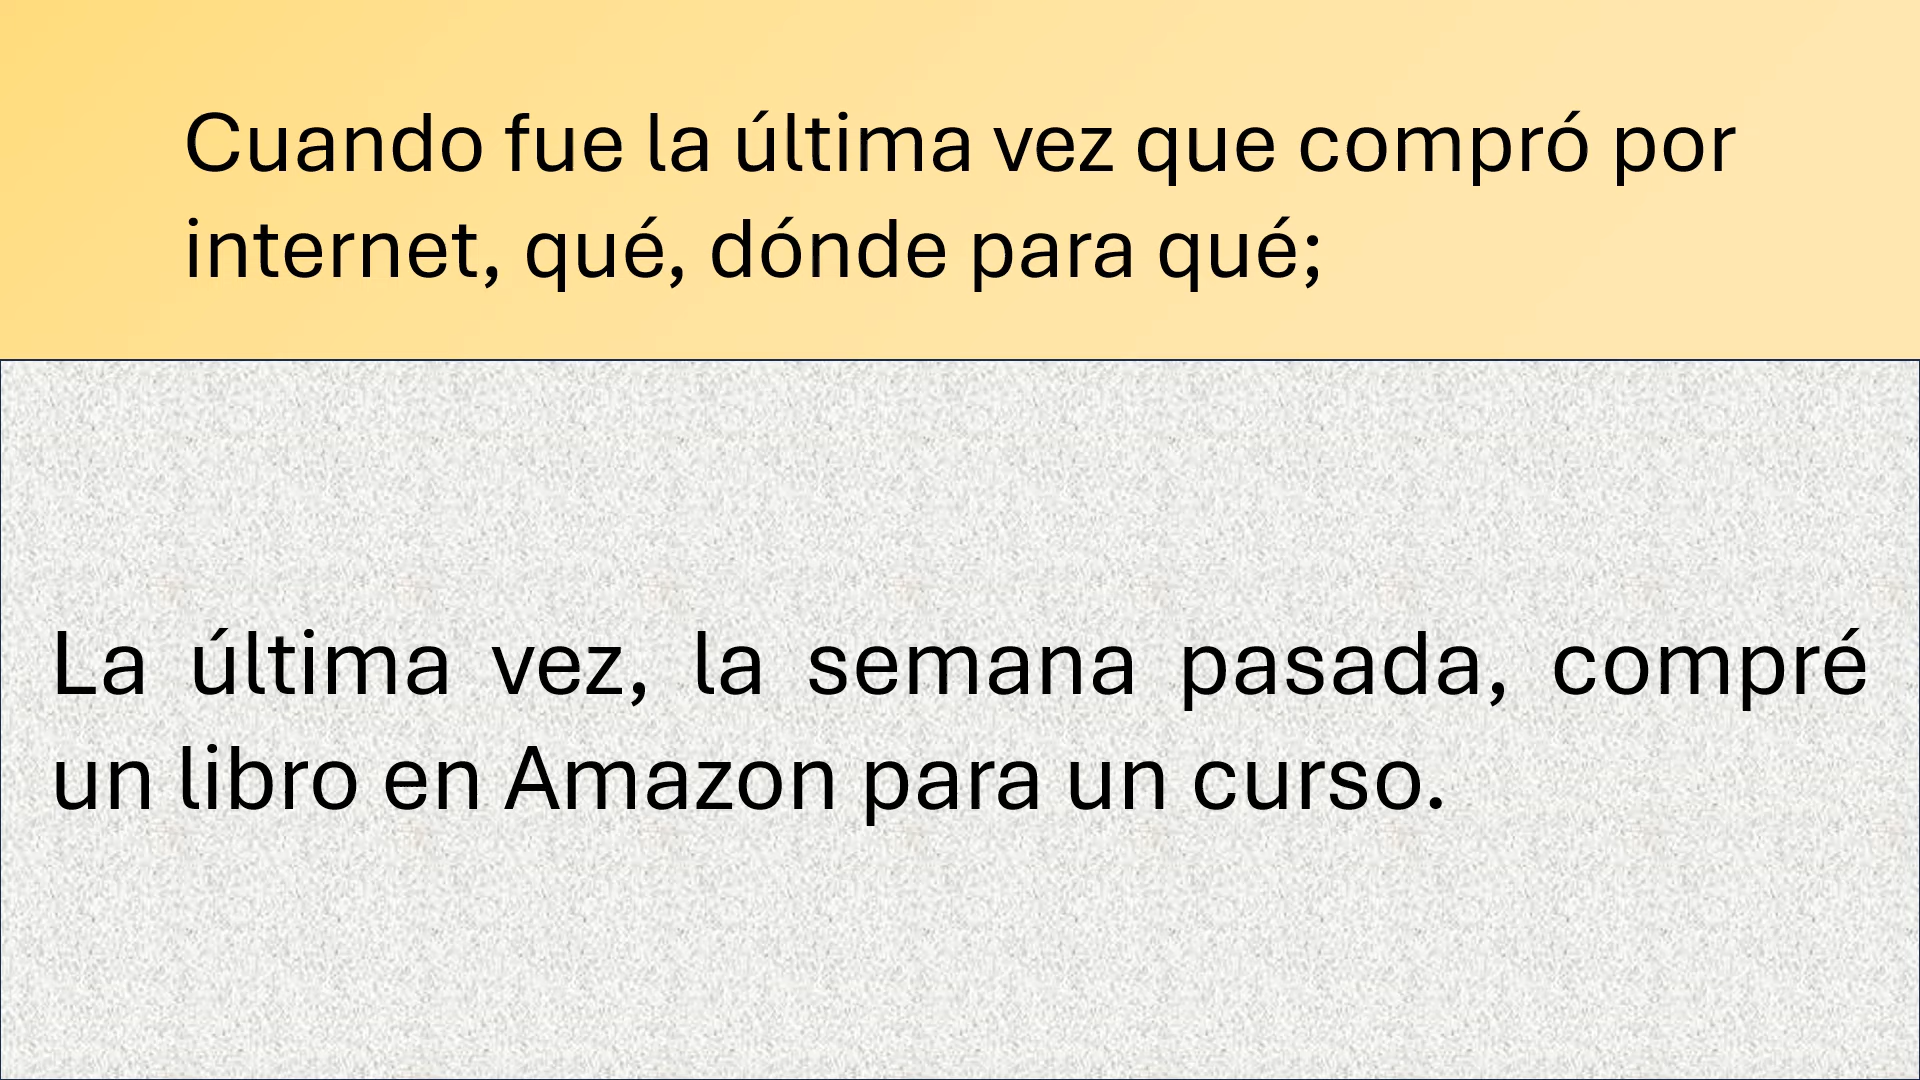 Cuando fue la última vez que compró por
internet, qué, dónde para qué;
La última vez, la semana pasada, compré
un libro en Amazon para un curso.